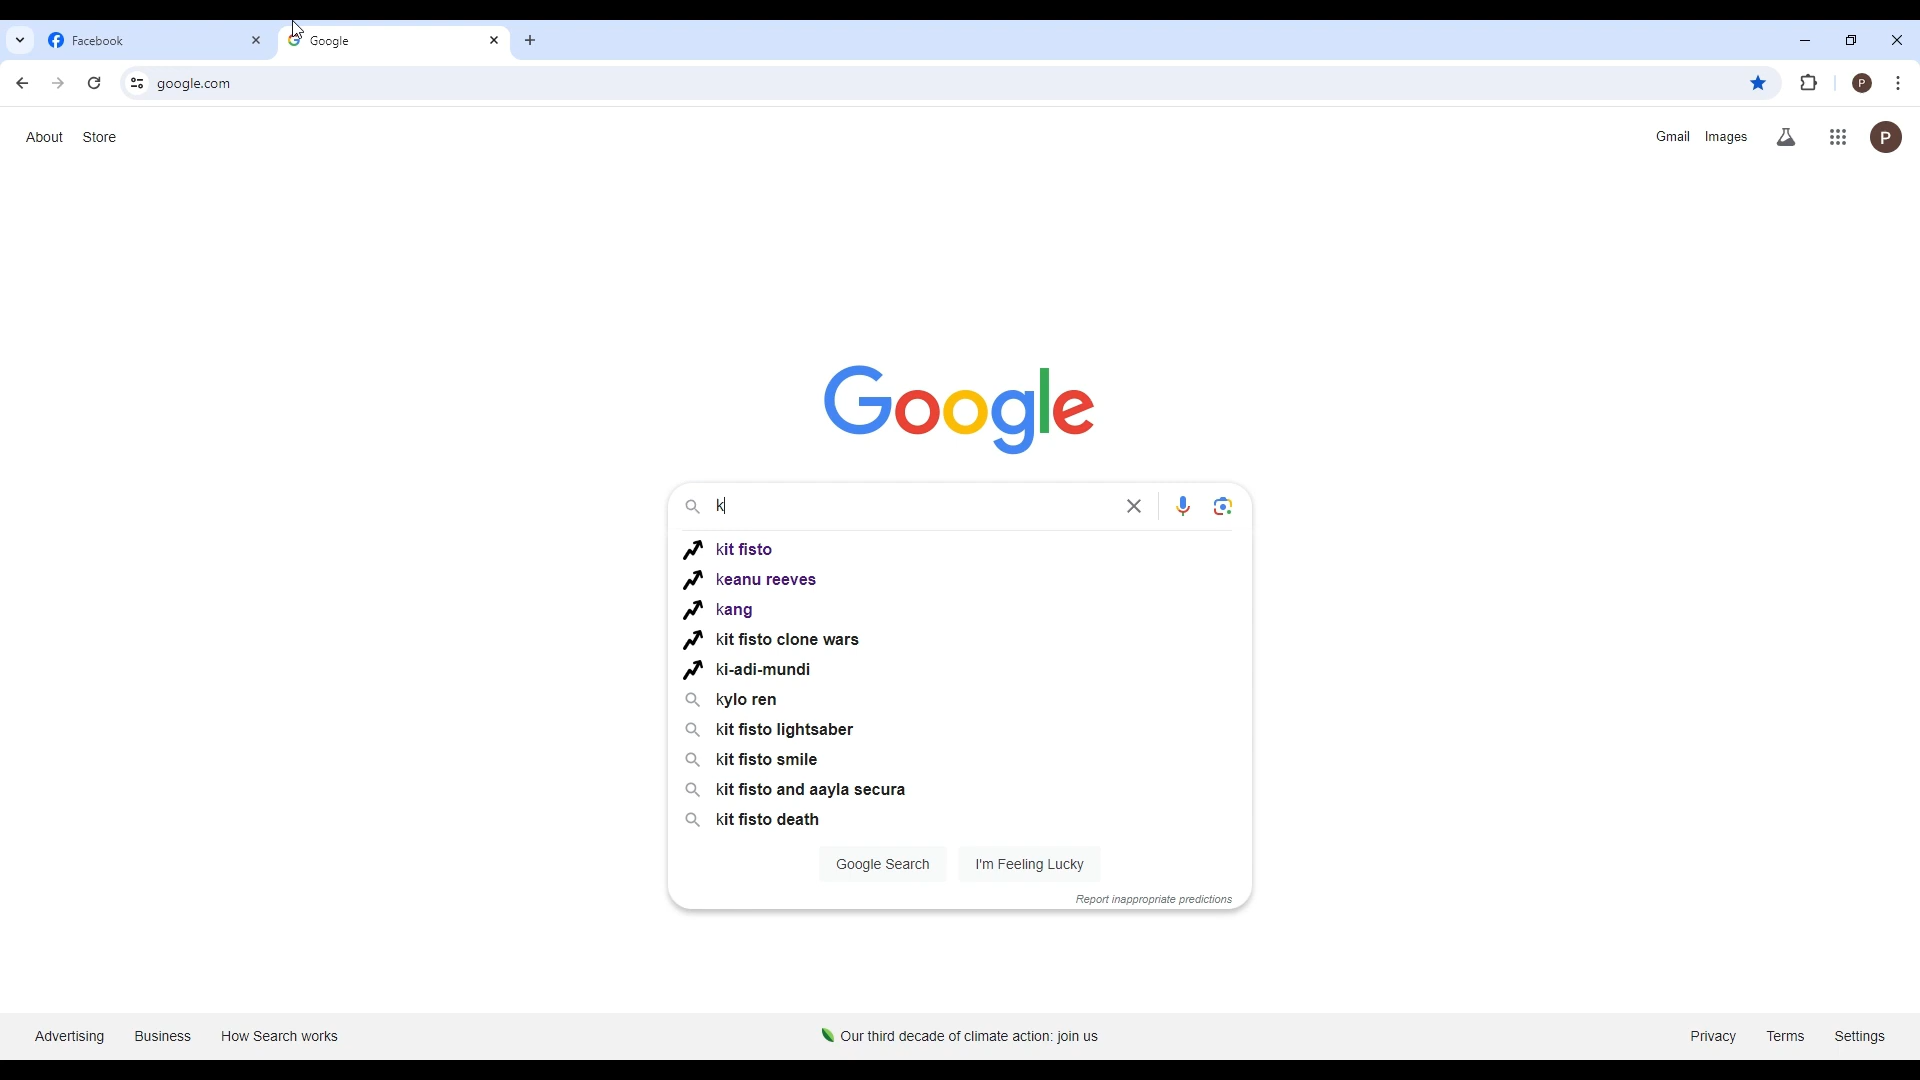 Facebook
Google
google.com
P
About Store
Gmail Images
P
Google
k
kit fisto
keanu reeves
kang
kit fisto clone wars
ki-adi-mundi
kylo ren
kit fisto lightsaber
kit fisto smile
kit fisto and aayla secura
kit fisto death
Google Search I'm Feeling Lucky
Report inappropriate predictions
Advertising Business How Search works
Our third decade of climate action: join us
Privacy Terms Settings